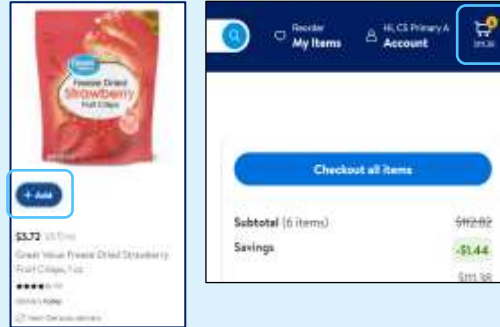 Great Value
Freeze Dried
Strawberry
Fruit Crisps
+ Add
$3.72
Great Value Freeze Dried Strawberry
Fruit Crisps, 1 oz
Reorder
My Items
Hi, CS Primary A
Account
Checkout all items
Subtotal (6 items)
$112.82
Savings
-$1.44
$111.38